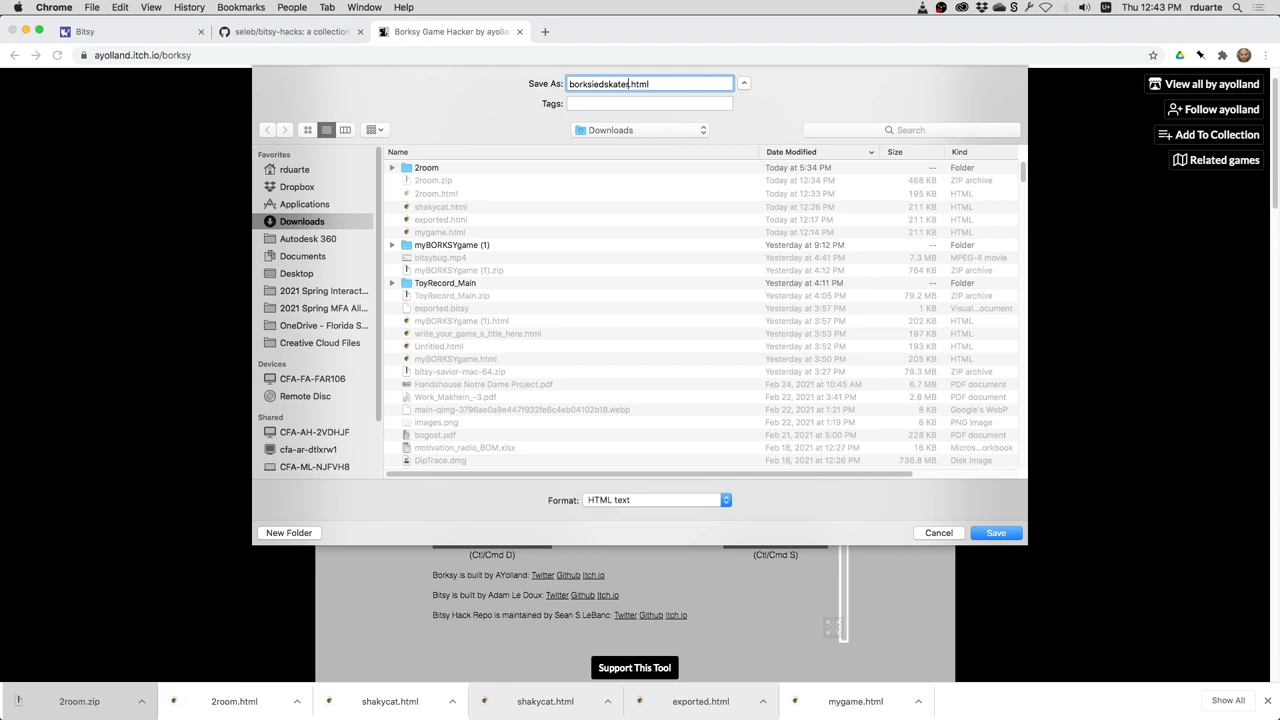 Chrome File Edit View History Bookmarks People Tab Window Help Thu 12:43 PM rduarte
Bitsy seleb/bitsy-hacks: a collection Borksy Game Hacker by ayolla
ayolland.itch.io/borksy
View all by ayolland
Follow ayolland
Add To Collection
Related games
Save As: borksiedskater.html
Tags:
Downloads Search
Favorites
rduarte
Dropbox
Applications
Downloads
Autodesk 360
Documents
Desktop
2021 Spring Interact...
2021 Spring MFA All...
OneDrive - Florida S...
Creative Cloud Files
Devices
CFA-FA-FAR106
Remote Disc
Shared
CFA-AH-2VDHJF
cfa-ar-dtlxrw1
CFA-ML-NJFVH8
Name Date Modified Size Kind
2room Today at 5:34 PM -- Folder
2room.zip Today at 12:34 PM 468 KB ZIP archive
2room.html Today at 12:33 PM 195 KB HTML
shakycat.html Today at 12:26 PM 211 KB HTML
exported.html Today at 12:17 PM 211 KB HTML
mygame.html Today at 12:14 PM 211 KB HTML
myBORKSYgame (1) Yesterday at 9:12 PM -- Folder
bitsybug.mp4 Yesterday at 4:41 PM 7.3 MB MPEG-4 movie
myBORKSYgame (1).zip Yesterday at 4:12 PM 764 KB ZIP archive
ToyRecord_Main Yesterday at 4:11 PM -- Folder
ToyRecord_Main.zip Yesterday at 4:05 PM 79.2 MB ZIP archive
exported.bitsy Yesterday at 3:57 PM 1 KB Visual...ocument
myBORKSYgame (1).html Yesterday at 3:57 PM 202 KB HTML
write_your_game_s_title_here.html Yesterday at 3:53 PM 197 KB HTML
Untitled.html Yesterday at 3:52 PM 193 KB HTML
myBORKSYgame.html Yesterday at 3:50 PM 205 KB HTML
bitsy-savior-mac-64.zip Yesterday at 3:27 PM 79.3 MB ZIP archive
Handshouse Notre Dame Project.pdf Feb 24, 2021 at 10:45 AM 6.7 MB PDF document
Work_Makhein_-3.pdf Feb 22, 2021 at 3:41 PM 2.8 MB PDF document
main-qimg-3796ae0a9e447f932fe6c4eb04102b18.webp Feb 22, 2021 at 1:21 PM 8 KB Google's WebP
images.png Feb 22, 2021 at 1:19 PM 6 KB PNG image
bogost.pdf Feb 21, 2021 at 5:00 PM 228 KB PDF document
motivation_radio_BOM.xlsx Feb 18, 2021 at 12:27 PM 16 KB Micros...orkbook
DipTrace.dmg Feb 18, 2021 at 12:26 PM 736.8 MB Disk Image
Format: HTML text
New Folder Cancel Save
(Ctl/Cmd D) (Ctl/Cmd S)
Borksy is built by AYolland: Twitter Github Itch.io
Bitsy is built by Adam Le Doux: Twitter Github Itch.io
Bitsy Hack Repo is maintained by Sean S LeBlanc: Twitter Github Itch.io
Support This Tool
2room.zip 2room.html shakycat.html shakycat.html exported.html mygame.html Show All